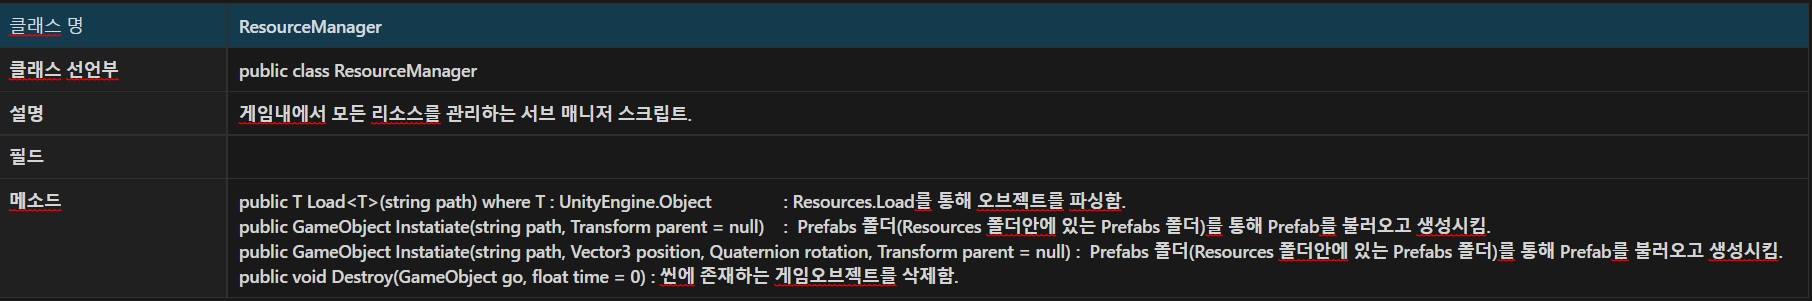 클래스 명 ResourceManager
클래스 선언부 public class ResourceManager
설명 게임내에서 모든 리소스를 관리하는 서브 매니저 스크립트.
필드
메소드 public T Load<T>(string path) where T : UnityEngine.Object : Resources.Load를 통해 오브젝트를 파싱함.
public GameObject Instatiate(string path, Transform parent = null) : Prefabs 폴더(Resources 폴더안에 있는 Prefabs 폴더)를 통해 Prefab를 불러오고 생성시킴.
public GameObject Instatiate(string path, Vector3 position, Quaternion rotation, Transform parent = null) : Prefabs 폴더(Resources 폴더안에 있는 Prefabs 폴더)를 통해 Prefab를 불러오고 생성시킴.
public void Destroy(GameObject go, float time = 0) : 씬에 존재하는 게임오브젝트를 삭제함.